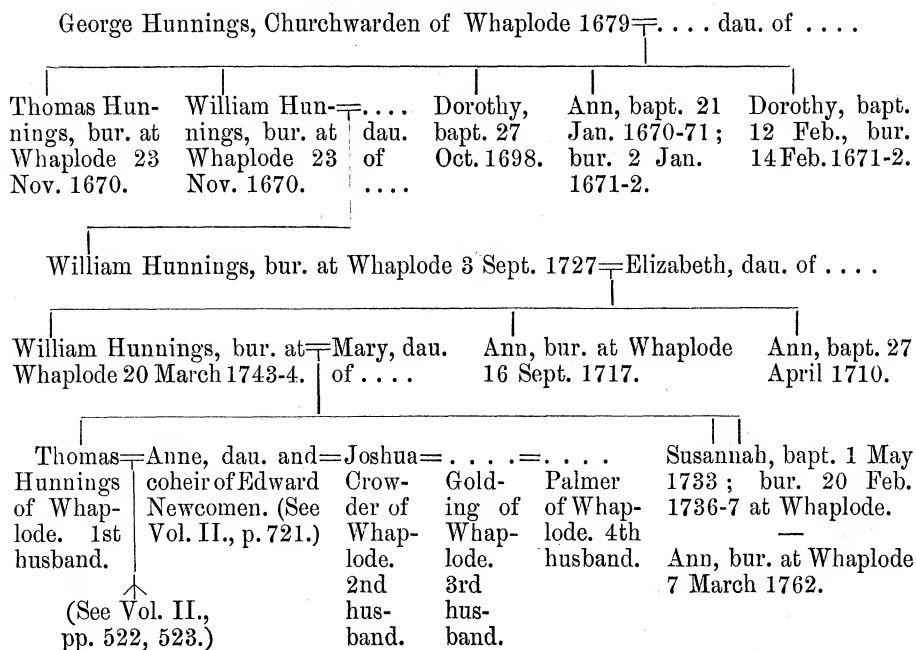 George Hunnings, Churchwarden of Whaplode 1679=.... dau. of ....
Thomas Hun-
nings, bur. at
Whaplode 23
Nov. 1670.
William Hun-=....
nings, bur. at dau.
Whaplode 23 of
Nov. 1670. ....
Dorothy,
bapt. 27
Oct. 1698.
Ann, bapt. 21
Jan. 1670-71;
bur. 2 Jan.
1671-2.
Dorothy, bapt.
12 Feb., bur.
14 Feb. 1671-2.
William Hunnings, bur. at Whaplode 3 Sept. 1727=Elizabeth, dau. of ....
William Hunnings, bur. at=Mary, dau.
Whaplode 20 March 1743-4. of ....
Ann, bur. at Whaplode
16 Sept. 1717.
Ann, bapt. 27
April 1710.
Thomas=
Hunnings
of Whap-
lode. 1st
husband.
Anne, dau. and=
coheir of Edward
Newcomen. (See
Vol. II., p. 721.)
Joshua=
Crow-
der of
Whap-
lode.
2nd
hus-
band.
....=
Gold-
ing of
Whap-
lode.
3rd
hus-
band.
....
Palmer
of Whap-
lode. 4th
husband.
Susannah, bapt. 1 May
1733; bur. 20 Feb.
1736-7 at Whaplode.
—
Ann, bur. at Whaplode
7 March 1762.
(See Vol. II.,
pp. 522, 523.)